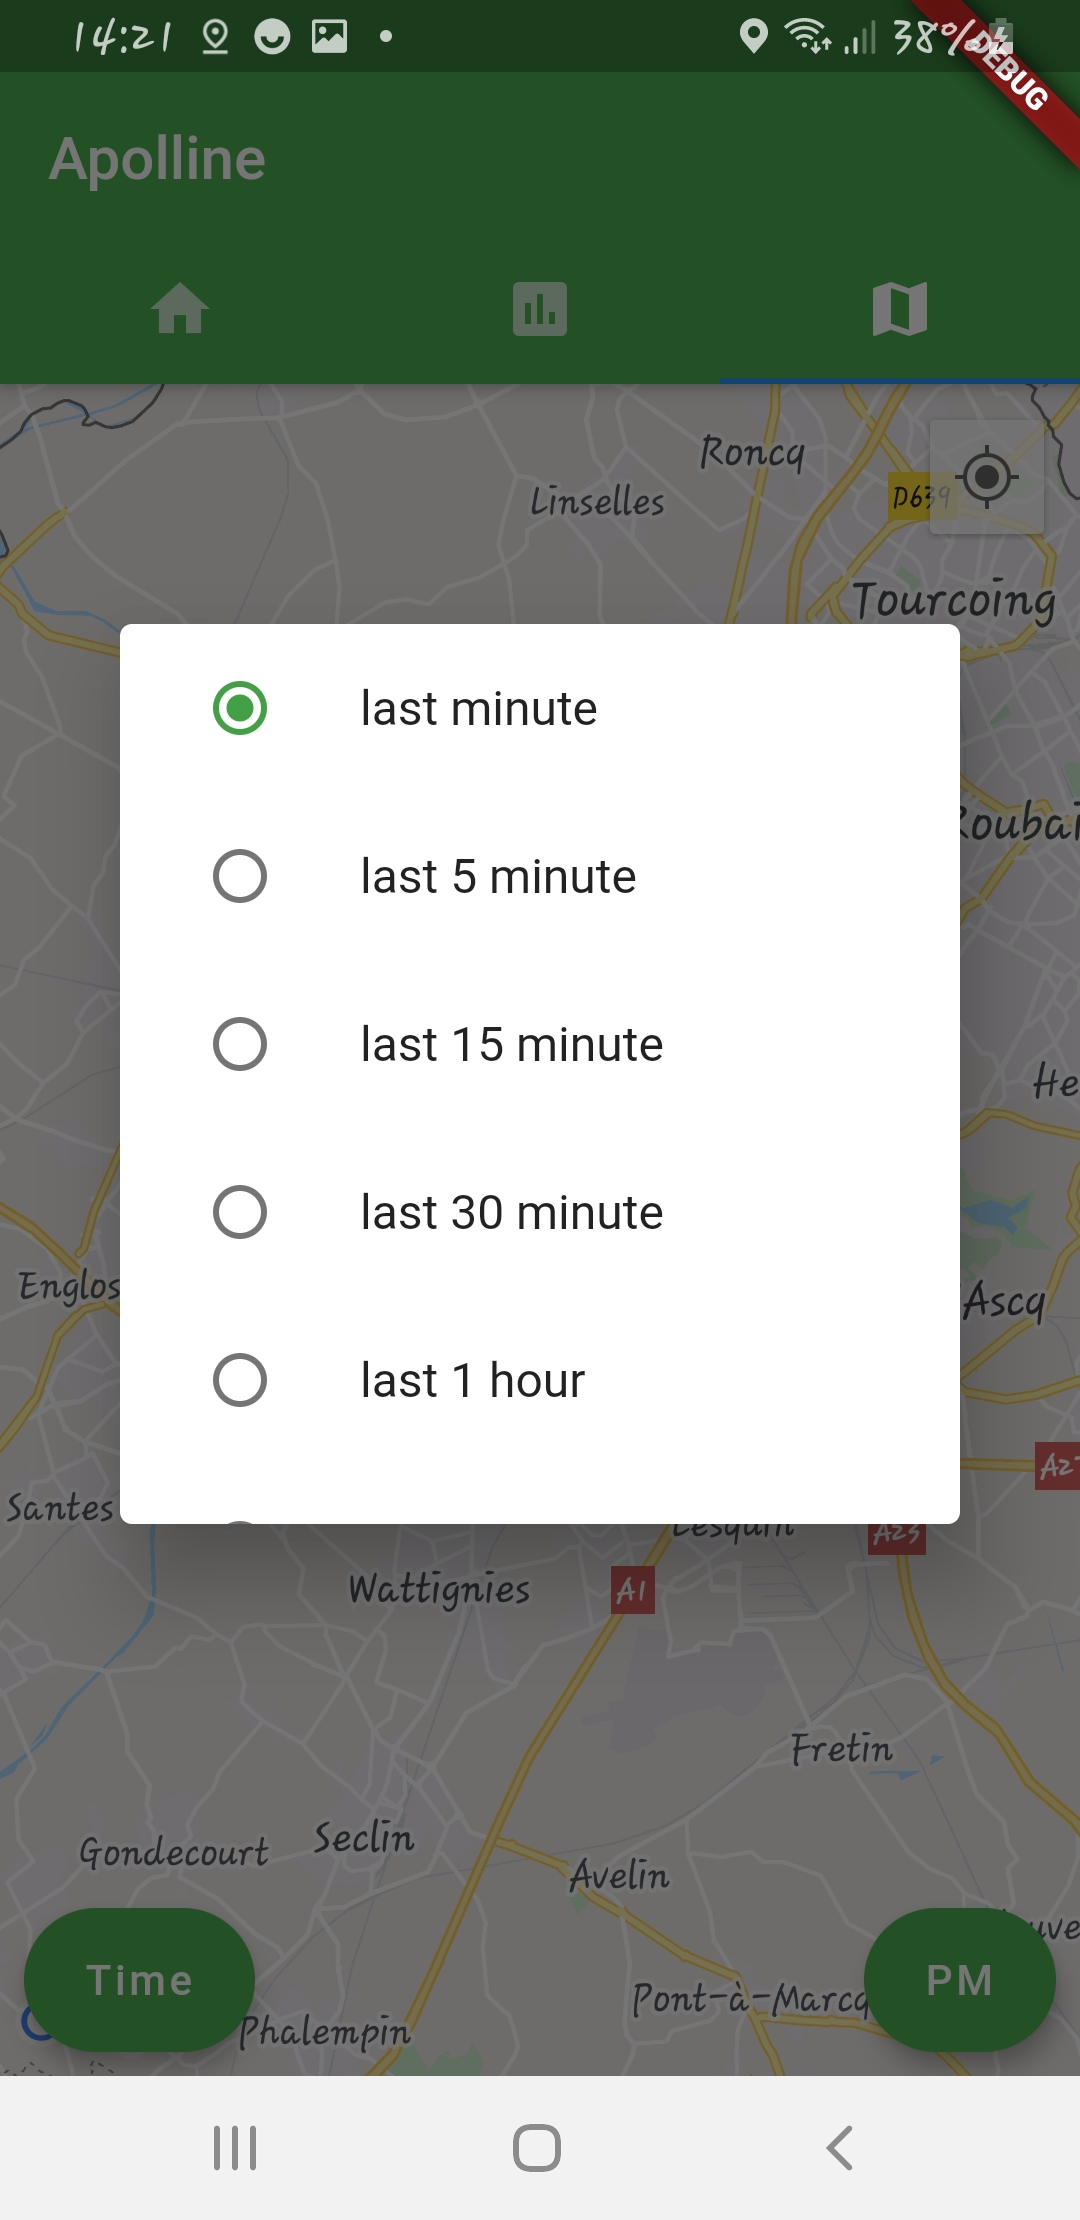 14:21
38%
DEBUG
Apolline
Roncq
Linselles
D639
Tourcoing
last minute
last 5 minute
last 15 minute
last 30 minute
last 1 hour
Englos
Ascq
Santes
A23
Wattignies
A1
Fretin
Gondecourt
Seclin
Avelin
Time
PM
Pont-à-Marcq
Phalempin